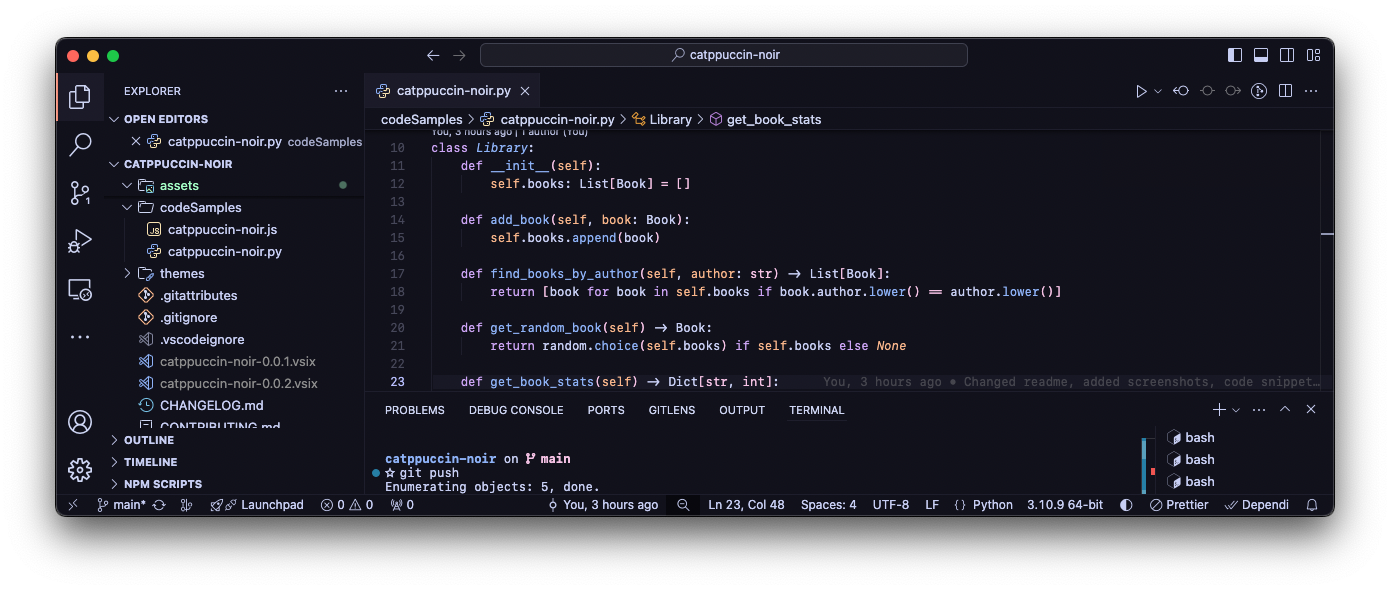 catppuccin-noir
EXPLORER
OPEN EDITORS
catppuccin-noir.py codeSamples
CATPPUCCIN-NOIR
assets
codeSamples
JS catppuccin-noir.js
catppuccin-noir.py
themes
.gitattributes
.gitignore
.vscodeignore
catppuccin-noir-0.0.1.vsix
catppuccin-noir-0.0.2.vsix
CHANGELOG.md
CONTRIBUTING.md
OUTLINE
TIMELINE
NPM SCRIPTS
1
catppuccin-noir.py
codeSamples > catppuccin-noir.py > Library > get_book_stats
You, 3 hours ago | 1 author (You)
10 class Library:
11 def __init__(self):
12 self.books: List[Book] = []
13
14 def add_book(self, book: Book):
15 self.books.append(book)
16
17 def find_books_by_author(self, author: str) → List[Book]:
18 return [book for book in self.books if book.author.lower() == author.lower()]
19
20 def get_random_book(self) → Book:
21 return random.choice(self.books) if self.books else None
22
23 def get_book_stats(self) → Dict[str, int]: You, 3 hours ago • Changed readme, added screenshots, code snippet…
PROBLEMS DEBUG CONSOLE PORTS GITLENS OUTPUT TERMINAL
catppuccin-noir on main
☆ git push
Enumerating objects: 5, done.
bash
bash
bash
main* Launchpad 0 0 0 You, 3 hours ago Ln 23, Col 48 Spaces: 4 UTF-8 LF {} Python 3.10.9 64-bit Prettier Dependi